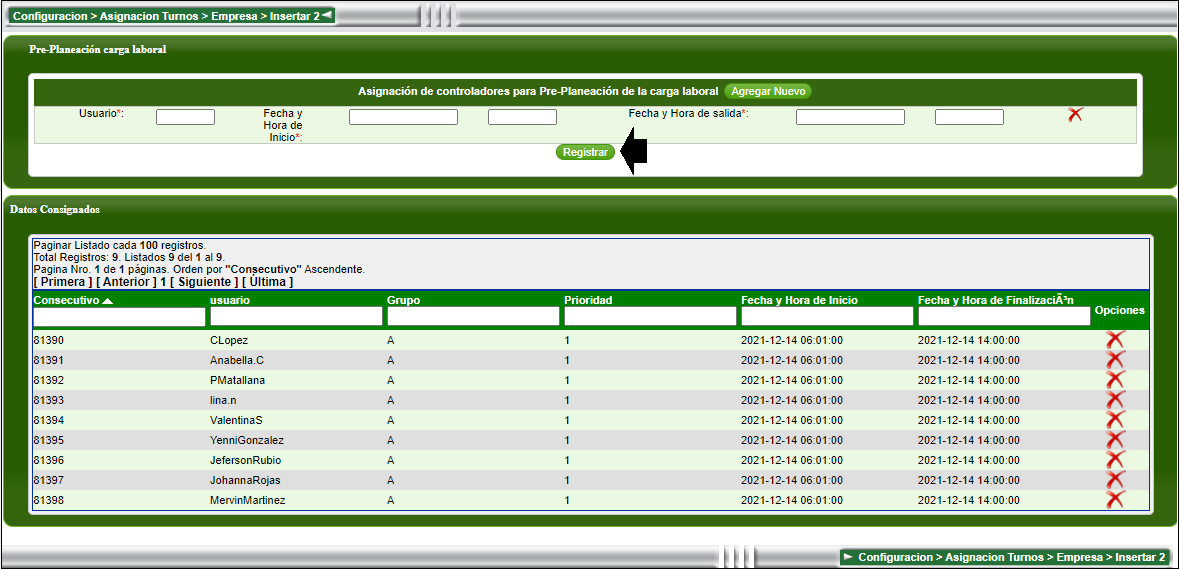 Configuracion > Asignacion Turnos > Empresa > Insertar 2
Pre-Planeación carga laboral
Asignación de controladores para Pre-Planeación de la carga laboral Agregar Nuevo
Usuario*:
Fecha y
Hora de
Inicio*:
Fecha y Hora de salida*:
Registrar
Datos Consignados
Paginar Listado cada 100 registros.
Total Registros: 9. Listados 9 del 1 al 9.
Pagina Nro. 1 de 1 páginas. Orden por "Consecutivo" Ascendente.
[ Primera ] [ Anterior ] 1 [ Siguiente ] [ Última ]
Consecutivo usuario Grupo Prioridad Fecha y Hora de Inicio Fecha y Hora de FinalizaciÃ³n Opciones
81390 CLopez A 1 2021-12-14 06:01:00 2021-12-14 14:00:00
81391 Anabella.C A 1 2021-12-14 06:01:00 2021-12-14 14:00:00
81392 PMatallana A 1 2021-12-14 06:01:00 2021-12-14 14:00:00
81393 lina.n A 1 2021-12-14 06:01:00 2021-12-14 14:00:00
81394 ValentinaS A 1 2021-12-14 06:01:00 2021-12-14 14:00:00
81395 YenniGonzalez A 1 2021-12-14 06:01:00 2021-12-14 14:00:00
81396 JefersonRubio A 1 2021-12-14 06:01:00 2021-12-14 14:00:00
81397 JohannaRojas A 1 2021-12-14 06:01:00 2021-12-14 14:00:00
81398 MervinMartinez A 1 2021-12-14 06:01:00 2021-12-14 14:00:00
Configuracion > Asignacion Turnos > Empresa > Insertar 2